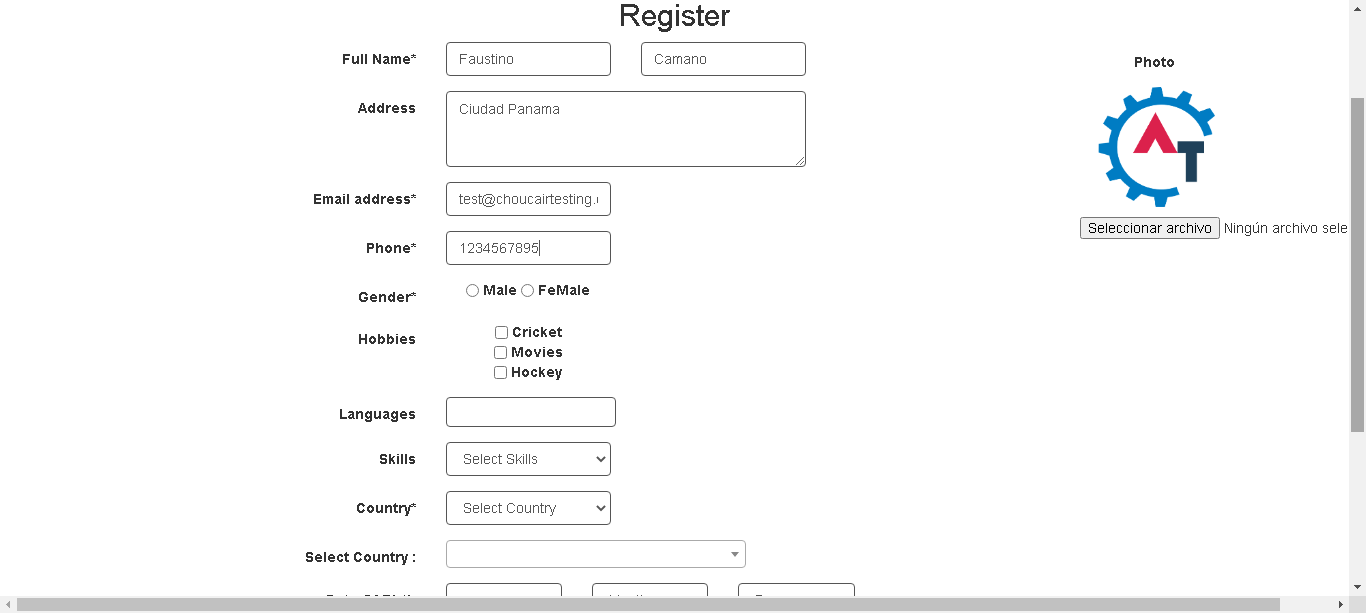 Register
Full Name* Faustino Camano
Photo
Address Ciudad Panama
AT
Email address* test@choucairtesting.
Seleccionar archivo Ningún archivo sele
Phone* 1234567895
Gender* Male FeMale
Hobbies Cricket
Movies
Hockey
Languages
Skills Select Skills
Country* Select Country
Select Country :